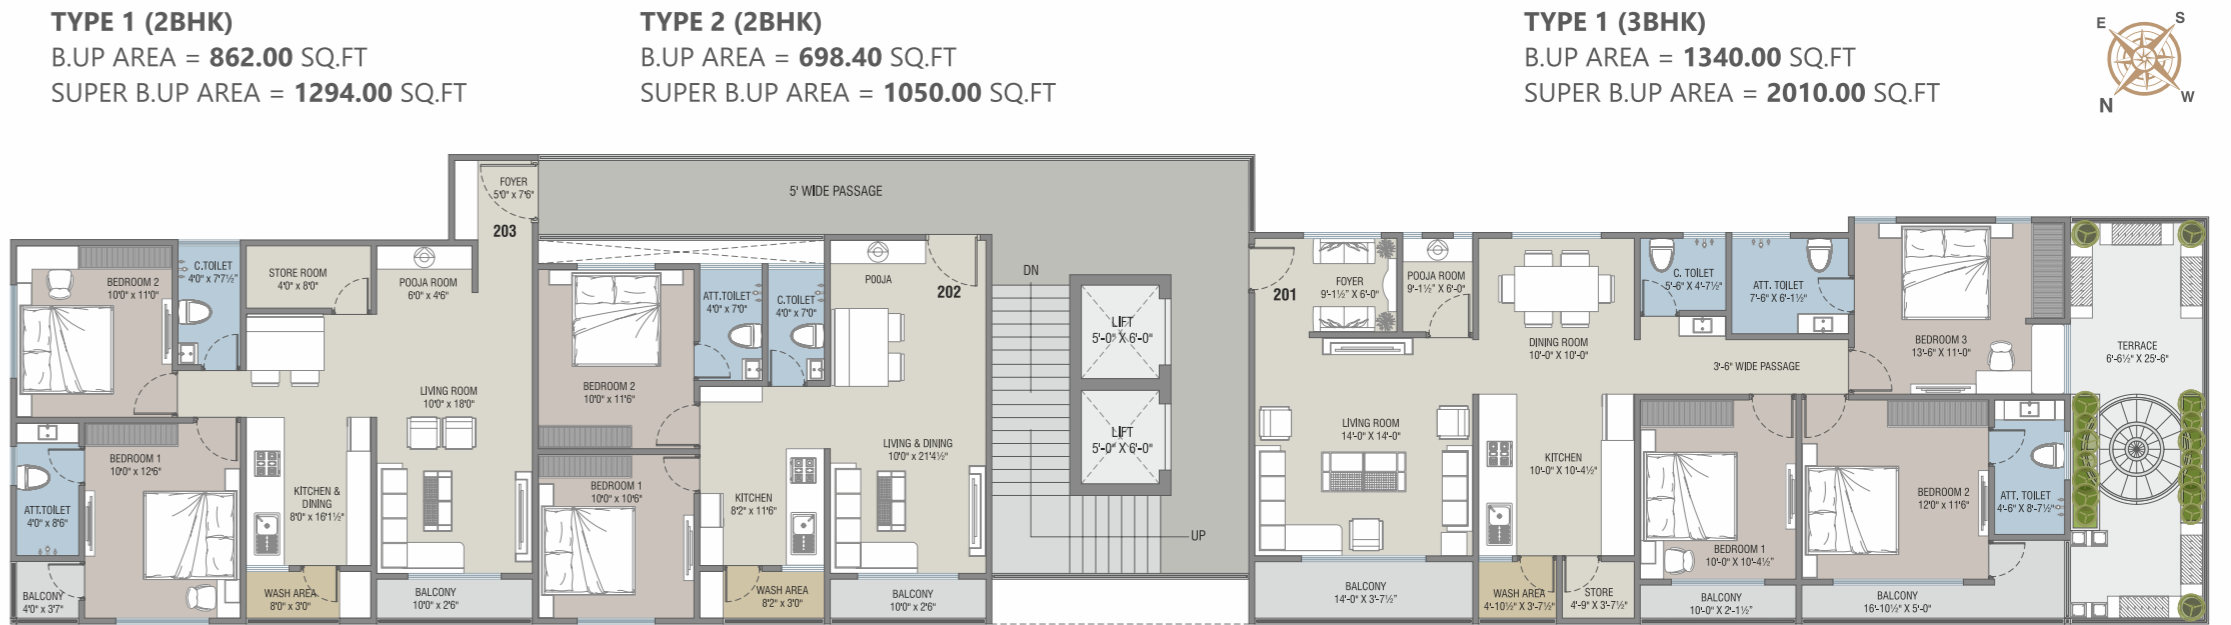 TYPE 1 (2BHK)
B.UP AREA = 862.00 SQ.FT
SUPER B.UP AREA = 1294.00 SQ.FT
TYPE 2 (2BHK)
B.UP AREA = 698.40 SQ.FT
SUPER B.UP AREA = 1050.00 SQ.FT
TYPE 1 (3BHK)
B.UP AREA = 1340.00 SQ.FT
SUPER B.UP AREA = 2010.00 SQ.FT
E
S
N
W
FOYER
5'0" x 7'6"
203
5' WIDE PASSAGE
BEDROOM 2
10'0" x 11'0"
C.TOILET
4'0" x 7'7½"
STORE ROOM
4'0" x 8'0"
POOJA ROOM
6'0" x 4'6"
LIVING ROOM
10'0" x 18'0"
BEDROOM 1
10'0" x 12'6"
ATT.TOILET
4'0" x 8'6"
KITCHEN &
DINING
8'0" x 16'1½"
BALCONY
4'0" x 3'7"
WASH AREA
8'0" x 3'0"
BALCONY
10'0" x 2'6"
BEDROOM 2
10'0" x 11'6"
ATT.TOILET
4'0" x 7'0"
C.TOILET
4'0" x 7'0"
POOJA
202
LIVING & DINING
10'0" x 21'4½"
BEDROOM 1
10'0" x 10'6"
KITCHEN
8'2" x 11'6"
WASH AREA
8'2" x 3'0"
BALCONY
10'0" x 2'6"
DN
LIFT
5'-0" X 6'-0"
LIFT
5'-0" X 6'-0"
UP
201
FOYER
9'-1½" X 6'-0"
POOJA ROOM
9'-1½" X 6'-0"
DINING ROOM
10'-0" X 10'-0"
C. TOILET
5'-6" X 4'-7½"
ATT. TOILET
7'-6" X 6'-1½"
BEDROOM 3
13'-6" X 11'-0"
TERRACE
6'-6½" X 25'-6"
3'-6" WIDE PASSAGE
LIVING ROOM
14'-0" X 14'-0"
KITCHEN
10'-0" X 10'-4½"
BEDROOM 1
10'-0" X 10'-4½"
BEDROOM 2
12'0" x 11'6"
ATT. TOILET
4'-6" X 8'-7½"
BALCONY
14'-0" X 3'-7½"
WASH AREA
4'-10½" X 3'-7½"
STORE
4'-9" X 3'-7½"
BALCONY
10'-0" X 2'-1½"
BALCONY
16'-10½" X 5'-0"